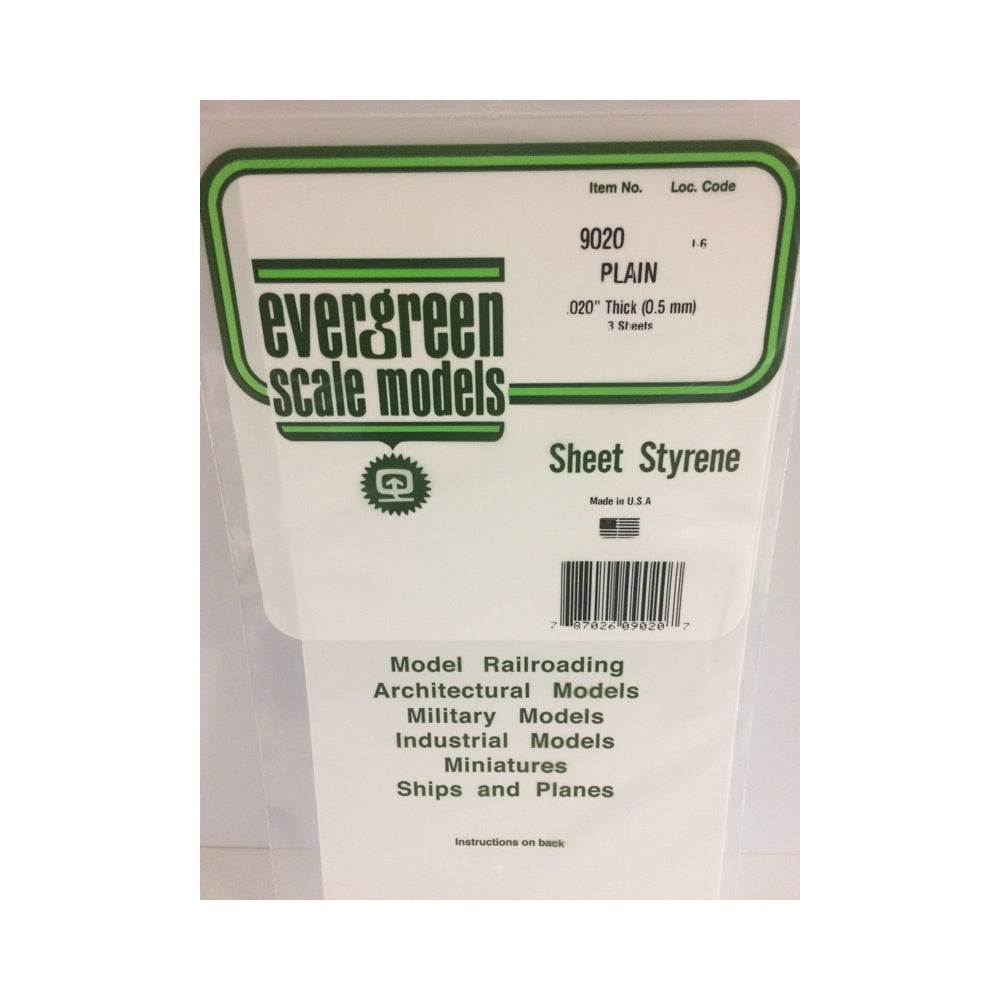 Item No. Loc. Code
9020 I-6
PLAIN
.020" Thick (0.5 mm)
3 Sheets
evergreen
scale models
Sheet Styrene
Made in U.S.A
7 87026 09020 7
Model Railroading
Architectural Models
Military Models
Industrial Models
Miniatures
Ships and Planes
Instructions on back